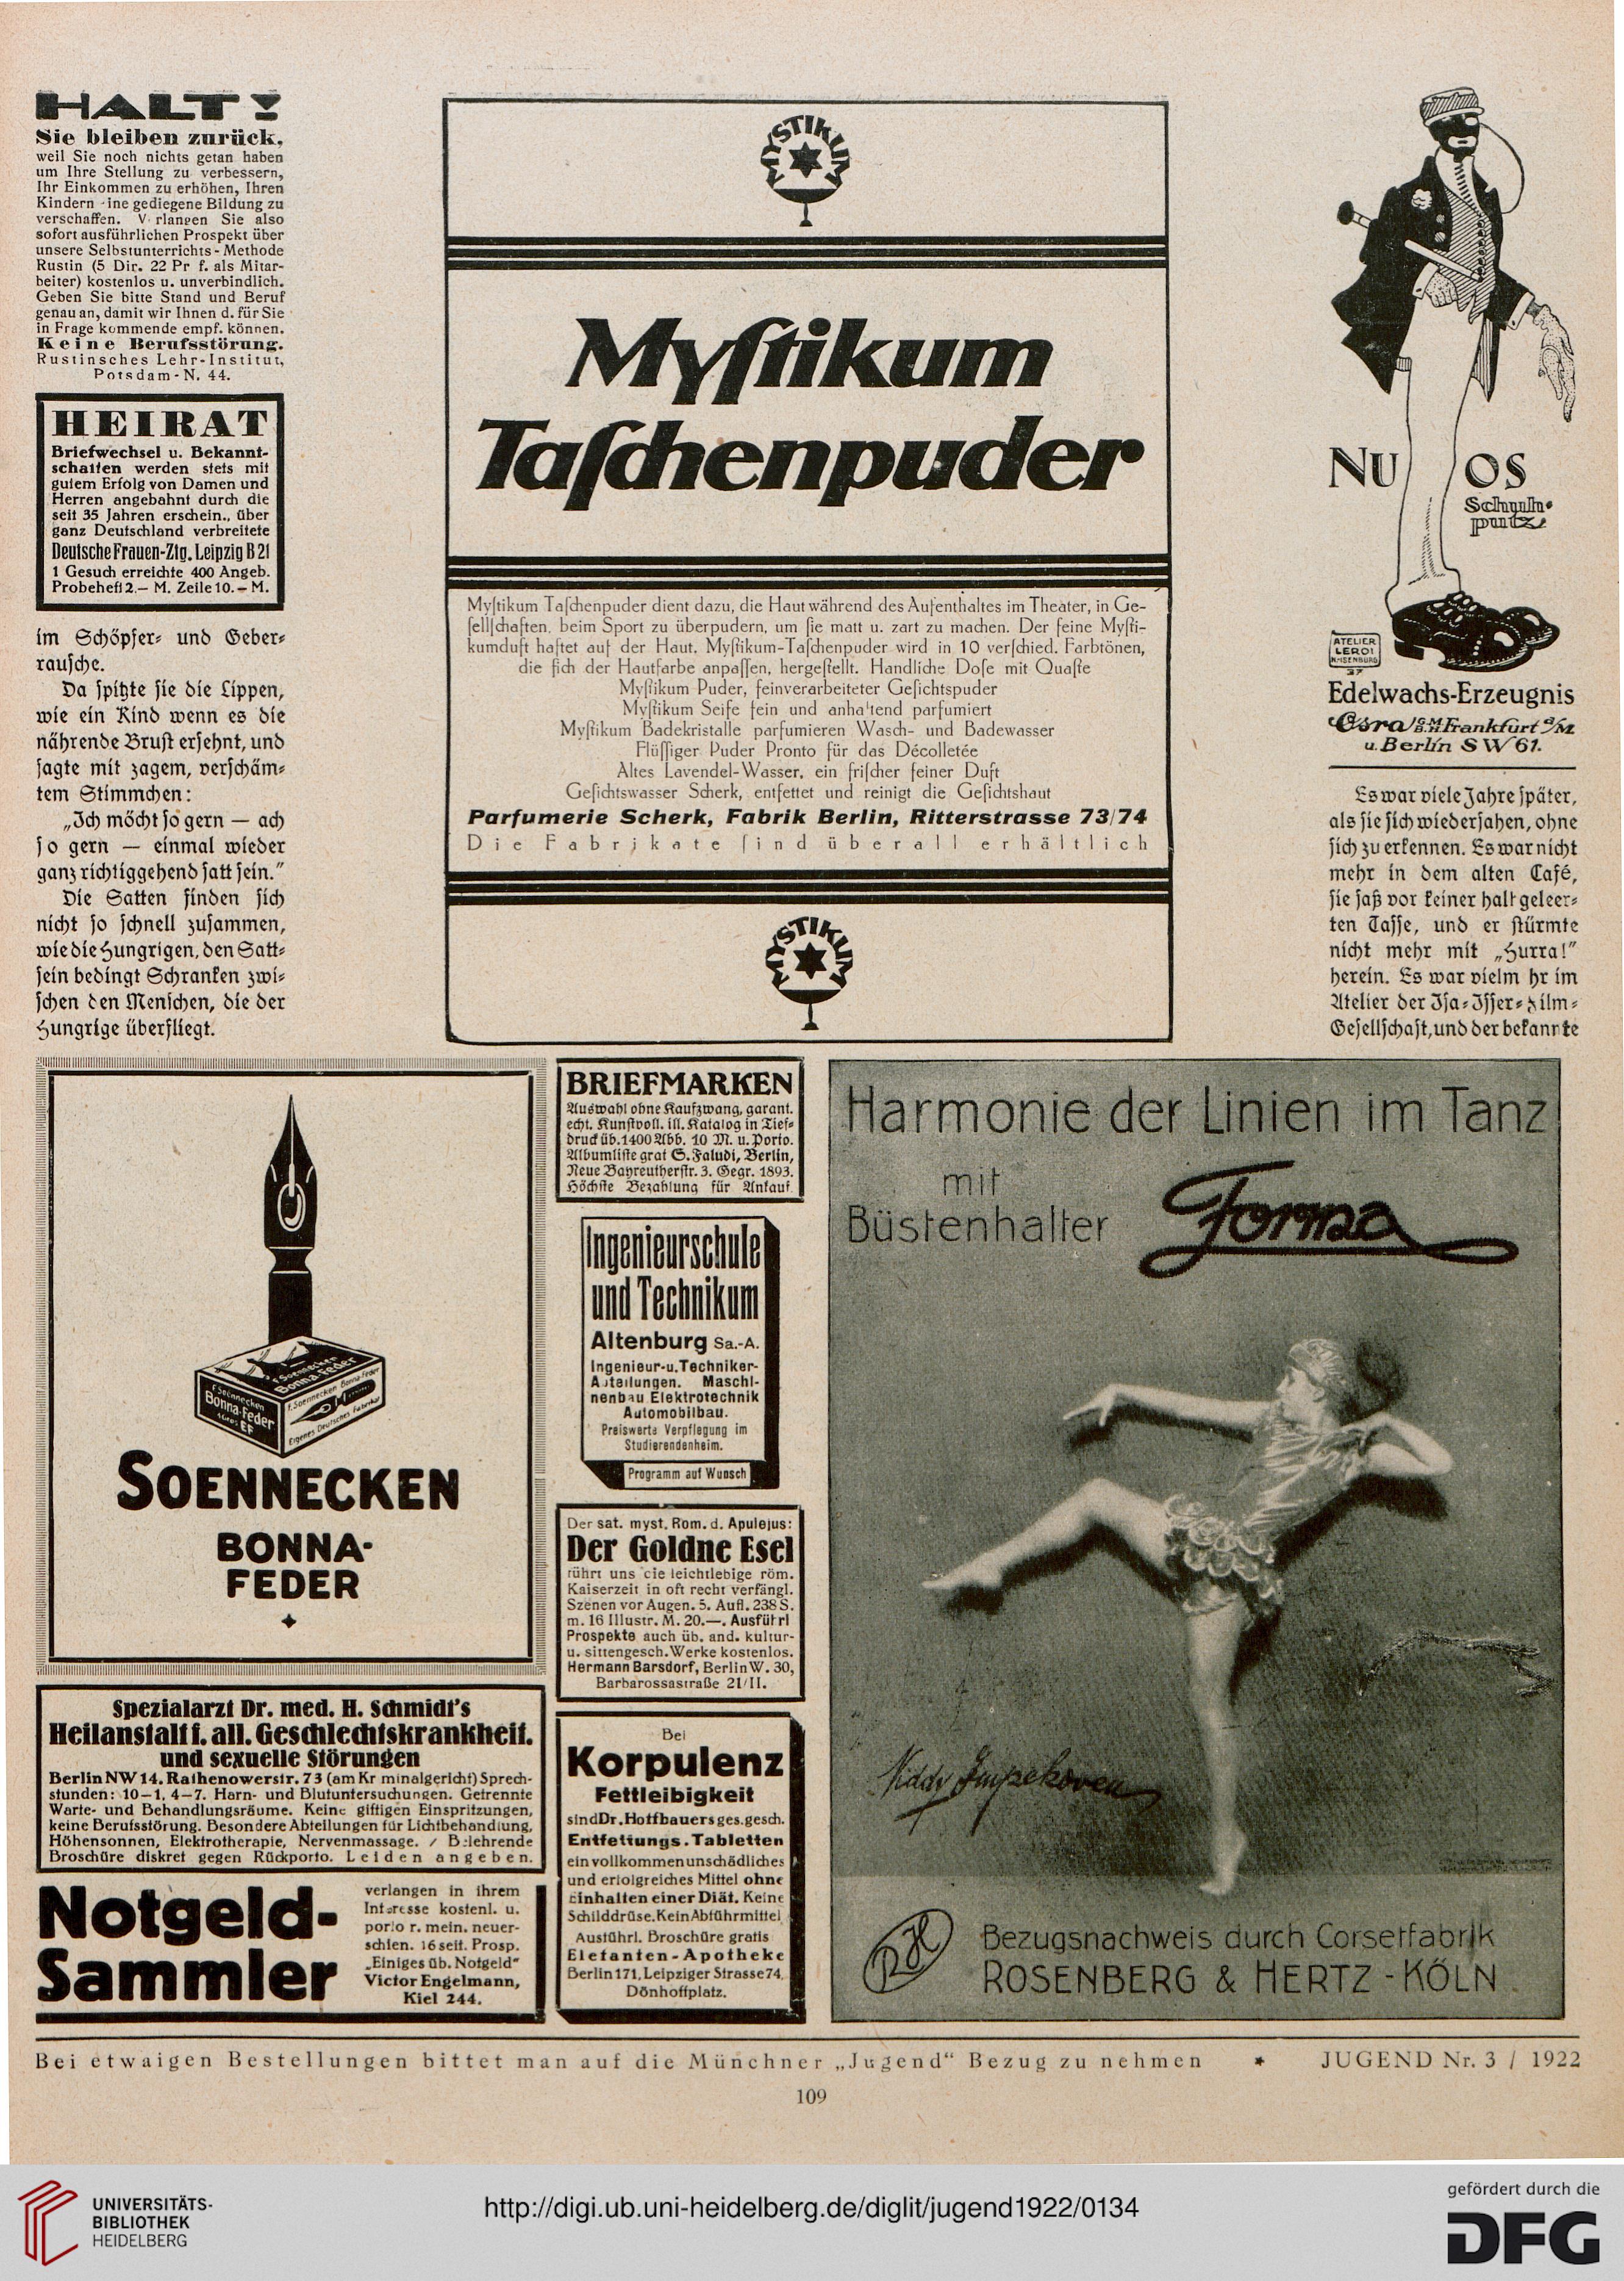 HALT!
Sie bleiben zurück,
weil Sie noch nichts getan haben
um Ihre Stellung zu verbessern,
Ihr Einkommen zu erhöhen, Ihren
Kindern ine gediegene Bildung zu
verschaffen. V rlangen Sie also
sofort ausführlichen Prospekt über
unsere Selbstunterrichts-Methode
Rustin (5 Dir. 22 Pr f. als Mitar-
beiter) kostenlos u. unverbindlich.
Geben Sie bitte Stand und Beruf
genau an, damit wir Ihnen d. für Sie
in Frage kommende empf. können.
Keine Berufsstörung.
Rustinsches Lehr-Institut,
Potsdam-N. 44.
HEIRAT
Briefwechsel u. Bekannt-
schaften werden stets mit
gutem Erfolg von Damen und
Herren angebahnt durch die
seit 35 Jahren erschein., über
ganz Deutschland verbreitete
Deutsche Frauen-Ztg. Leipzig B 21
1 Gesuch erreichte 400 Angeb.
Probeheft 2.– M. Zeile 10.– M.
im Schöpfer- und Geber-
rausche.
Da spitzte sie die Lippen,
wie ein Kind wenn es die
nährende Brust ersehnt, und
sagte mit zagem, verschäm-
tem Stimmchen:
„Ich möcht so gern — ach
so gern — einmal wieder
ganz richtiggehend satt sein.“
Die Satten finden sich
nicht so schnell zusammen,
wie die Hungrigen, den Satt-
sein bedingt Schranken zwi-
schen den Menschen, die der
Hungrige überfliegt.
MYSTIKUM
Myſtikum
Taſchenpuder
Myſtikum Taſchenpuder dient dazu, die Haut während des Aufenthaltes im Theater, in Ge-
ſellſchaften, beim Sport zu überpudern, um ſie matt u. zart zu machen. Der feine Myſti-
kumduft haftet auf der Haut. Myſtikum-Taſchenpuder wird in 10 verſchied. Farbtönen,
die ſich der Hautfarbe anpaſſen, hergeſtellt. Handliche Doſe mit Quaſte
Myſtikum Puder, feinverarbeiteter Geſichtspuder
Myſtikum Seife fein und anhaltend parfumiert
Myſtikum Badekristalle parfumieren Wasch- und Badewasser
Flüſſiger Puder Pronto für das Décolletée
Altes Lavendel-Wasser, ein friſcher feiner Duft
Geſichtswasser Scherk, entfettet und reinigt die Geſichtshaut
Parfumerie Scherk, Fabrik Berlin, Ritterstrasse 73/74
Die Fabrikate ſind überall erhältlich
MYSTIKUM
NU OS
Schuh-
putz
ATELIER
LEROI
Edelwachs-Erzeugnis
Esra G.M.B.H. Frankfurt a/M.
u. Berlin SW 61.
Es war viele Jahre später,
als sie sich wiedersahen, ohne
sich zu erkennen. Es war nicht
mehr in dem alten Café,
sie saß vor keiner halbgeleer-
ten Tasse, und er stürmte
nicht mehr mit „Hurra!“
herein. Es war vielm hr im
Atelier der Isa-Isser-Film-
Gesellschaft, und der bekannte
F. Soennecken
Bonna-Feder
F. Soennecken
Bonna-Feder
EF
F. Soennecken Bonna-Feder
Eigenes Deutsches Fabrikat
SOENNECKEN
BONNA-
FEDER
BRIEFMARKEN
Auswahl ohne Kaufzwang, garant.
echt. Kunstvoll. ill. Katalog in Tief-
druck üb. 1400 Abb. 10 M. u. Porto.
Albumliste grat S. Faludi, Berlin,
Neue Bayreutherstr. 3. Gegr. 1893.
Höchste Bezahlung für Ankauf.
Ingenieurschule
und Technikum
Altenburg Sa.-A.
Ingenieur-u. Techniker-
Abteilungen. Maschi-
nenbau Elektrotechnik
Automobilbau.
Preiswerte Verpflegung im
Studierendenheim.
Programm auf Wunsch
Der sat. myst. Rom. d. Apulejus:
Der Goldne Esel
führt uns die leichtlebige röm.
Kaiserzeit in oft recht verfängl.
Szenen vor Augen. 5. Aufl. 238 S.
m. 16 Illustr. M. 20.—. Ausführl
Prospekte auch üb. and. kultur-
u. sittengesch. Werke kostenlos.
Hermann Barsdorf, Berlin W. 30,
Barbarossastraße 21/II.
Harmonie der Linien im Tanz
mit
Büstenhalter Forma
Niddy Impekoven
RH
Bezugsnachweis durch Corsetfabrik
ROSENBERG & HERTZ - KÖLN.
Spezialarzt Dr. med. H. Schmidt's
Heilanstalt f. all. Geschlechtskrankheit.
und sexuelle Störungen
Berlin NW 14. Rathenowerstr. 73 (am Kr minalgericht) Sprech-
stunden: 10–1, 4–7. Harn- und Blutuntersuchungen. Getrennte
Warte- und Behandlungsräume. Keine giftigen Einspritzungen,
keine Berufsstörung. Besondere Abteilungen für Lichtbehandlung,
Höhensonnen, Elektrotherapie, Nervenmassage. / Belehrende
Broschüre diskret gegen Rückporto. Leiden angeben.
Notgeld-
Sammler
verlangen in ihrem
Interesse kostenl. u.
porto r. mein. neuer-
schien. 16 seit. Prosp.
„Einiges üb. Notgeld“
Victor Engelmann,
Kiel 244.
Bei
Korpulenz
Fettleibigkeit
sind Dr. Hoffbauers ges. gesch.
Entfettungs-Tabletten
ein vollkommen unschädliches
und erfolgreiches Mittel ohne
Einhalten einer Diät. Keine
Schilddrüse. Kein Abführmittel
Ausführl. Broschüre gratis
Elefanten-Apotheke
Berlin 171, Leipziger Strasse 74,
Dönhoffplatz.
Bei etwaigen Bestellungen bittet man auf die Münchner „Jugend“ Bezug zu nehmen * JUGEND Nr. 3 / 1922
109
UNIVERSITÄTS-
BIBLIOTHEK
HEIDELBERG
http://digi.ub.uni-heidelberg.de/diglit/jugend1922/0134
gefördert durch die
DFG